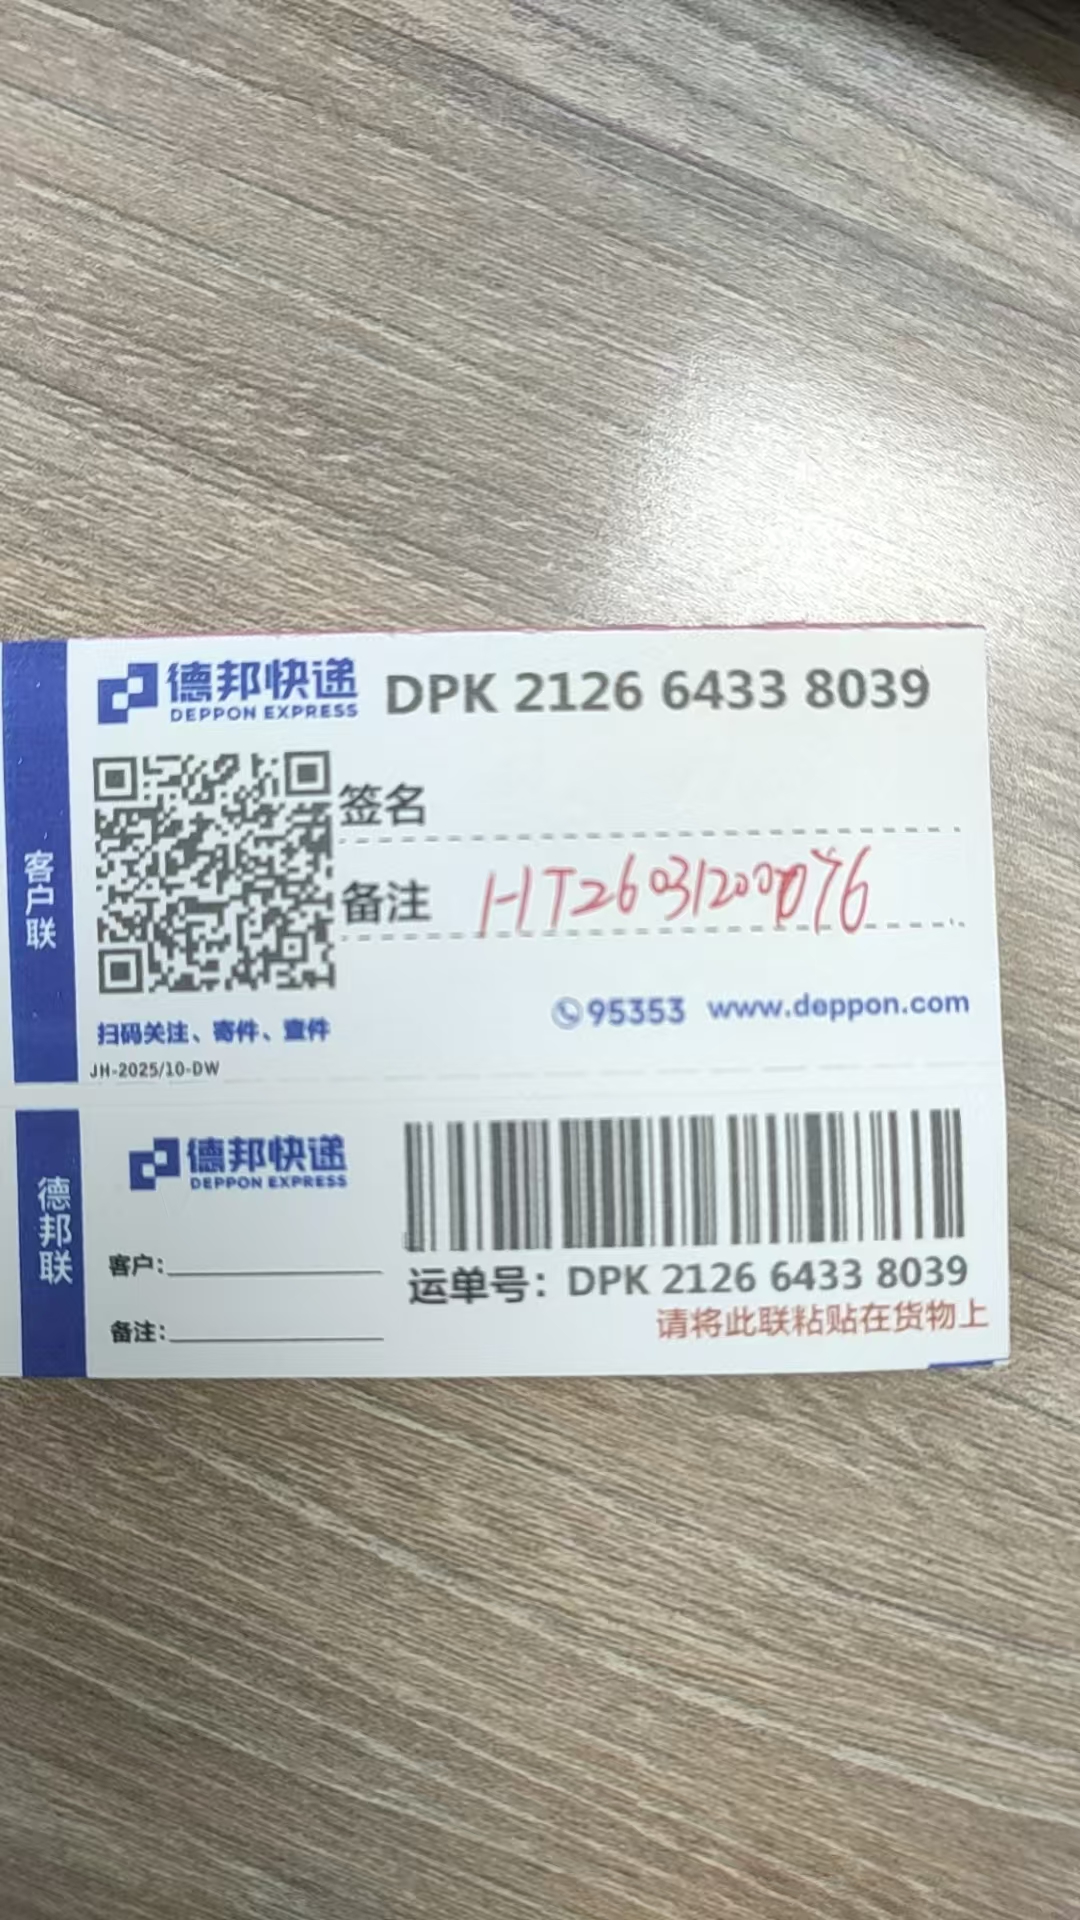 德邦快递 DPK 2126 6433 8039
DEPPON EXPRESS
签名
备注
客户联
95353 www.deppon.com
扫码关注、寄件、查件
JH-2025/10-DW
德邦快递
DEPPON EXPRESS
德邦联
客户:
运单号：DPK 2126 6433 8039
备注:
请将此联粘贴在货物上